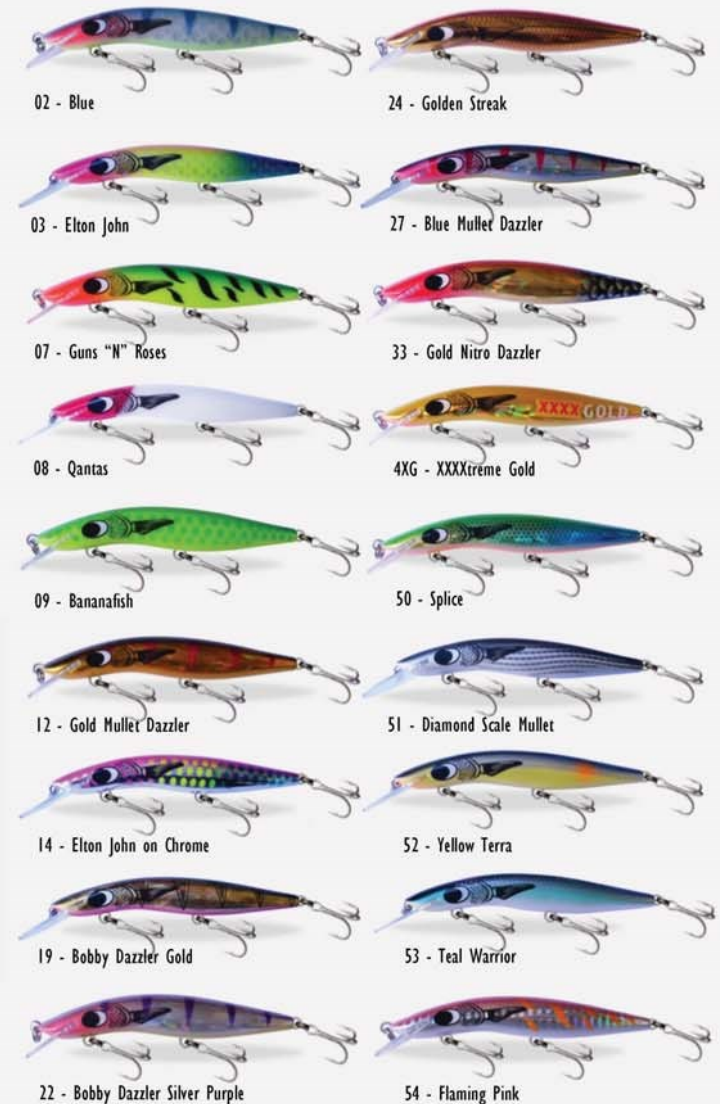 02 - Blue
24 - Golden Streak
03 - Elton John
27 - Blue Mullet Dazzler
07 - Guns “N” Roses
33 - Gold Nitro Dazzler
XXXX GOLD
08 - Qantas
4XG - XXXXtreme Gold
09 - Bananafish
50 - Splice
12 - Gold Mullet Dazzler
51 - Diamond Scale Mullet
14 - Elton John on Chrome
52 - Yellow Terra
19 - Bobby Dazzler Gold
53 - Teal Warrior
22 - Bobby Dazzler Silver Purple
54 - Flaming Pink